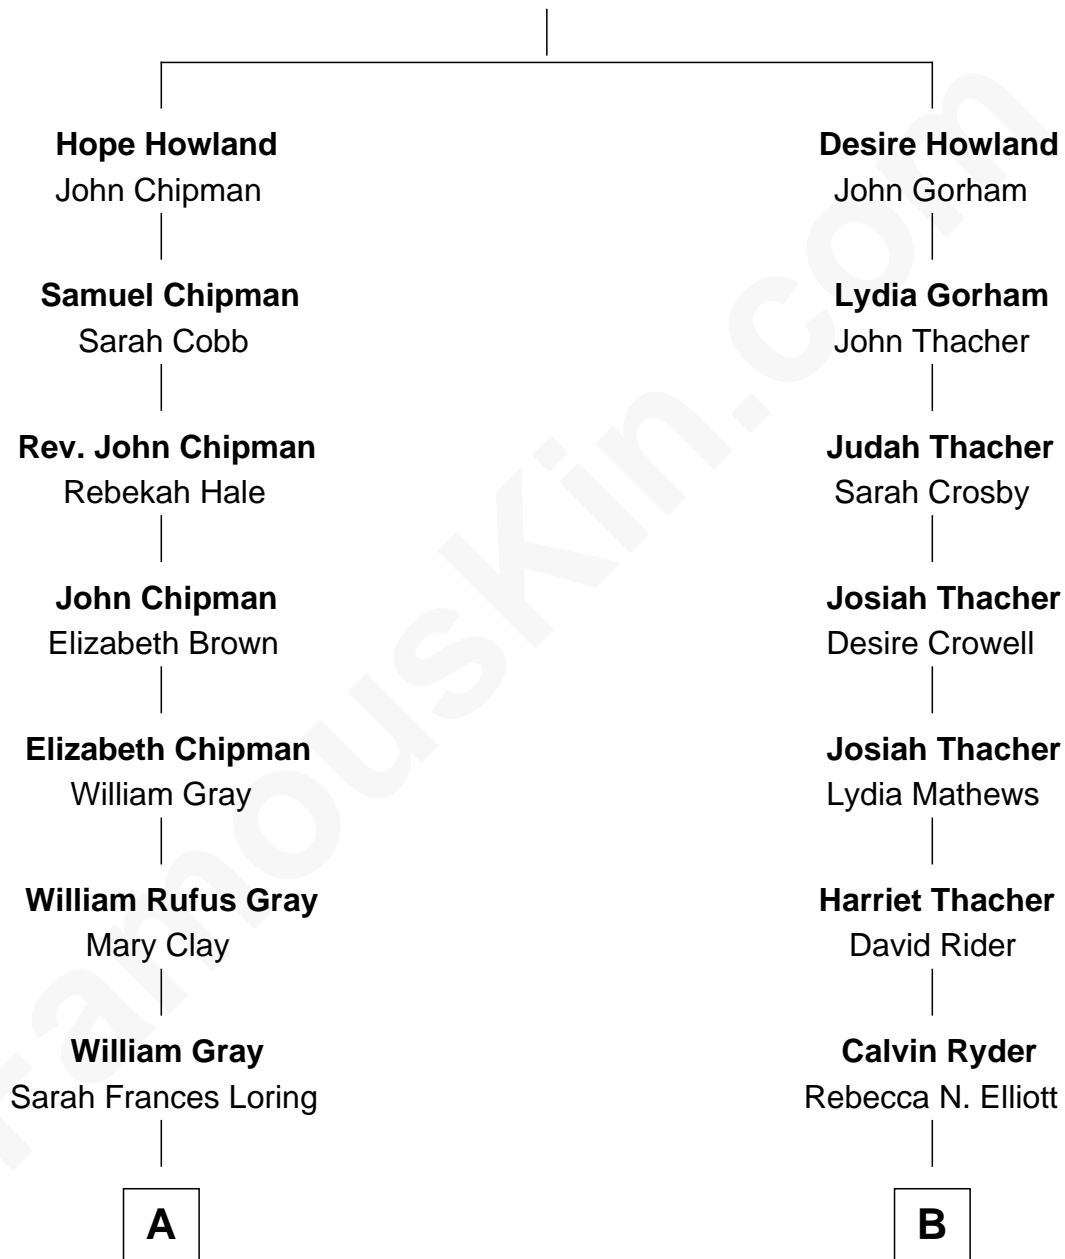 Hope Howland
John Chipman
Samuel Chipman
Sarah Cobb
Rev. John Chipman
Rebekah Hale
John Chipman
Elizabeth Brown
Elizabeth Chipman
William Gray
William Rufus Gray
Mary Clay
William Gray
Sarah Frances Loring
A
Desire Howland
John Gorham
Lydia Gorham
John Thacher
Judah Thacher
Sarah Crosby
Josiah Thacher
Desire Crowell
Josiah Thacher
Lydia Mathews
Harriet Thacher
David Rider
Calvin Ryder
Rebecca N. Elliott
B
FamousKin.com